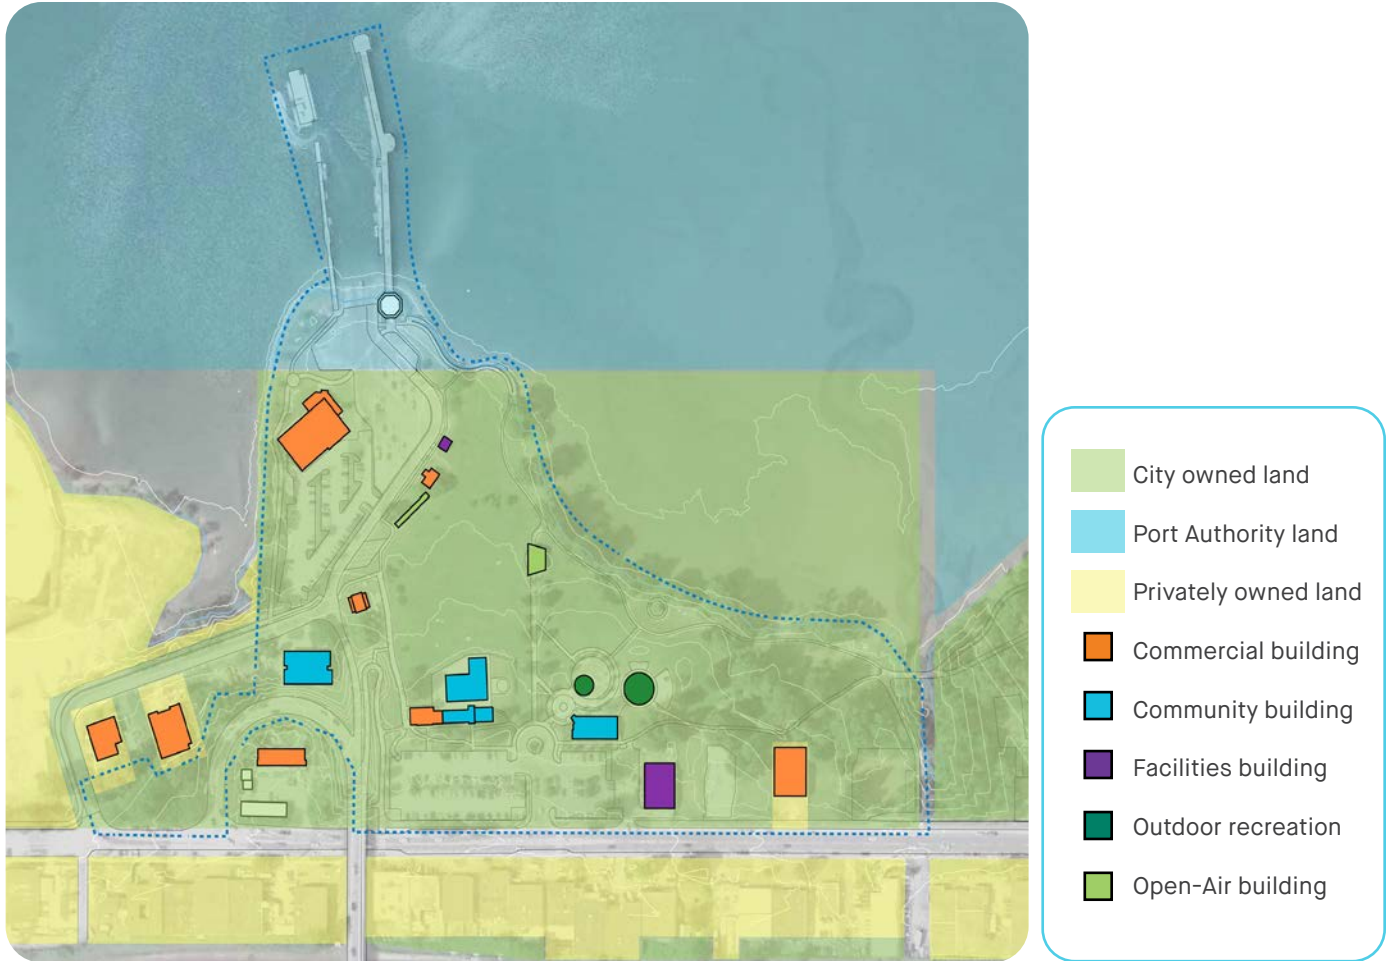 City owned land
Port Authority land
Privately owned land
Commercial building
Community building
Facilities building
Outdoor recreation
Open-Air building